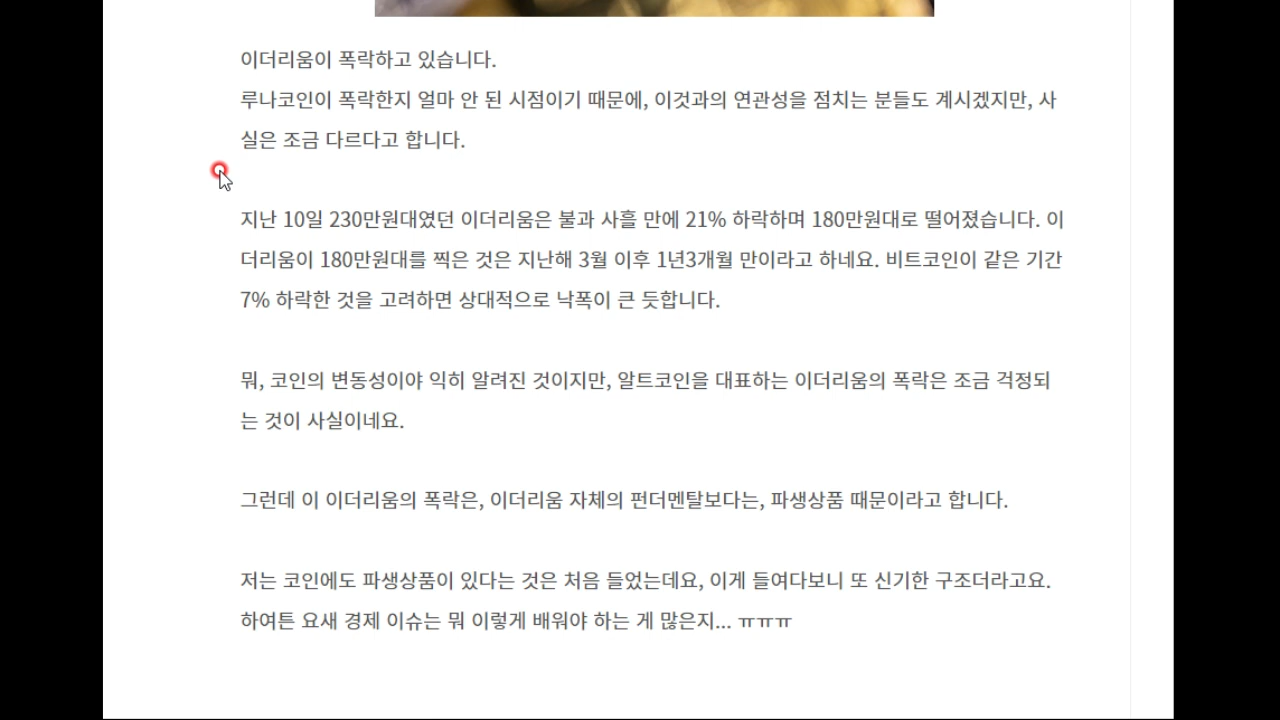 이더리움이 폭락하고 있습니다.
루나코인이 폭락한지 얼마 안 된 시점이기 때문에, 이것과의 연관성을 점치는 분들도 계시겠지만, 사
실은 조금 다르다고 합니다.
지난 10일 230만원대였던 이더리움은 불과 사흘 만에 21% 하락하며 180만원대로 떨어졌습니다. 이
더리움이 180만원대를 찍은 것은 지난해 3월 이후 1년3개월 만이라고 하네요. 비트코인이 같은 기간
7% 하락한 것을 고려하면 상대적으로 낙폭이 큰 듯합니다.
뭐, 코인의 변동성이야 익히 알려진 것이지만, 알트코인을 대표하는 이더리움의 폭락은 조금 걱정되
는 것이 사실이네요.
그런데 이 이더리움의 폭락은, 이더리움 자체의 펀더멘탈보다는, 파생상품 때문이라고 합니다.
저는 코인에도 파생상품이 있다는 것은 처음 들었는데요, 이게 들여다보니 또 신기한 구조더라고요.
하여튼 요새 경제 이슈는 뭐 이렇게 배워야 하는 게 많은지... ㅠㅠㅠ